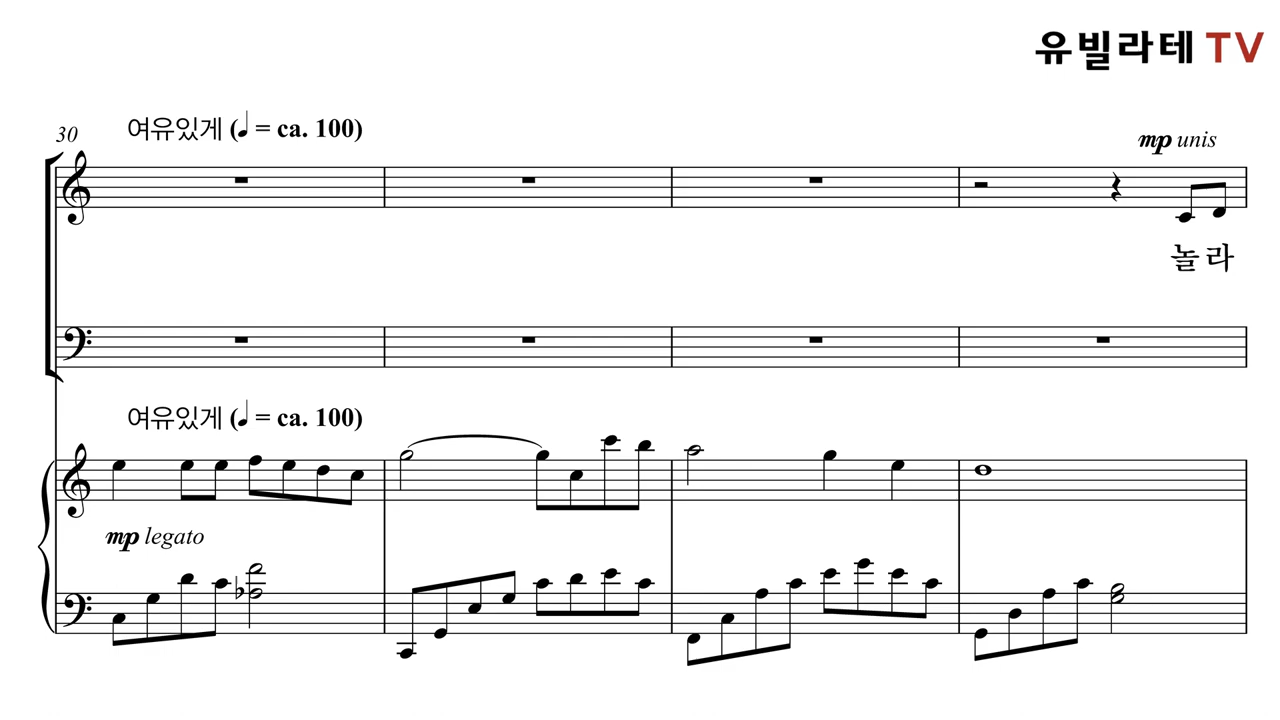 유빌라테 TV
30
여유있게 (♩ = ca. 100)
mp unis
놀라
여유있게 (♩ = ca. 100)
mp legato